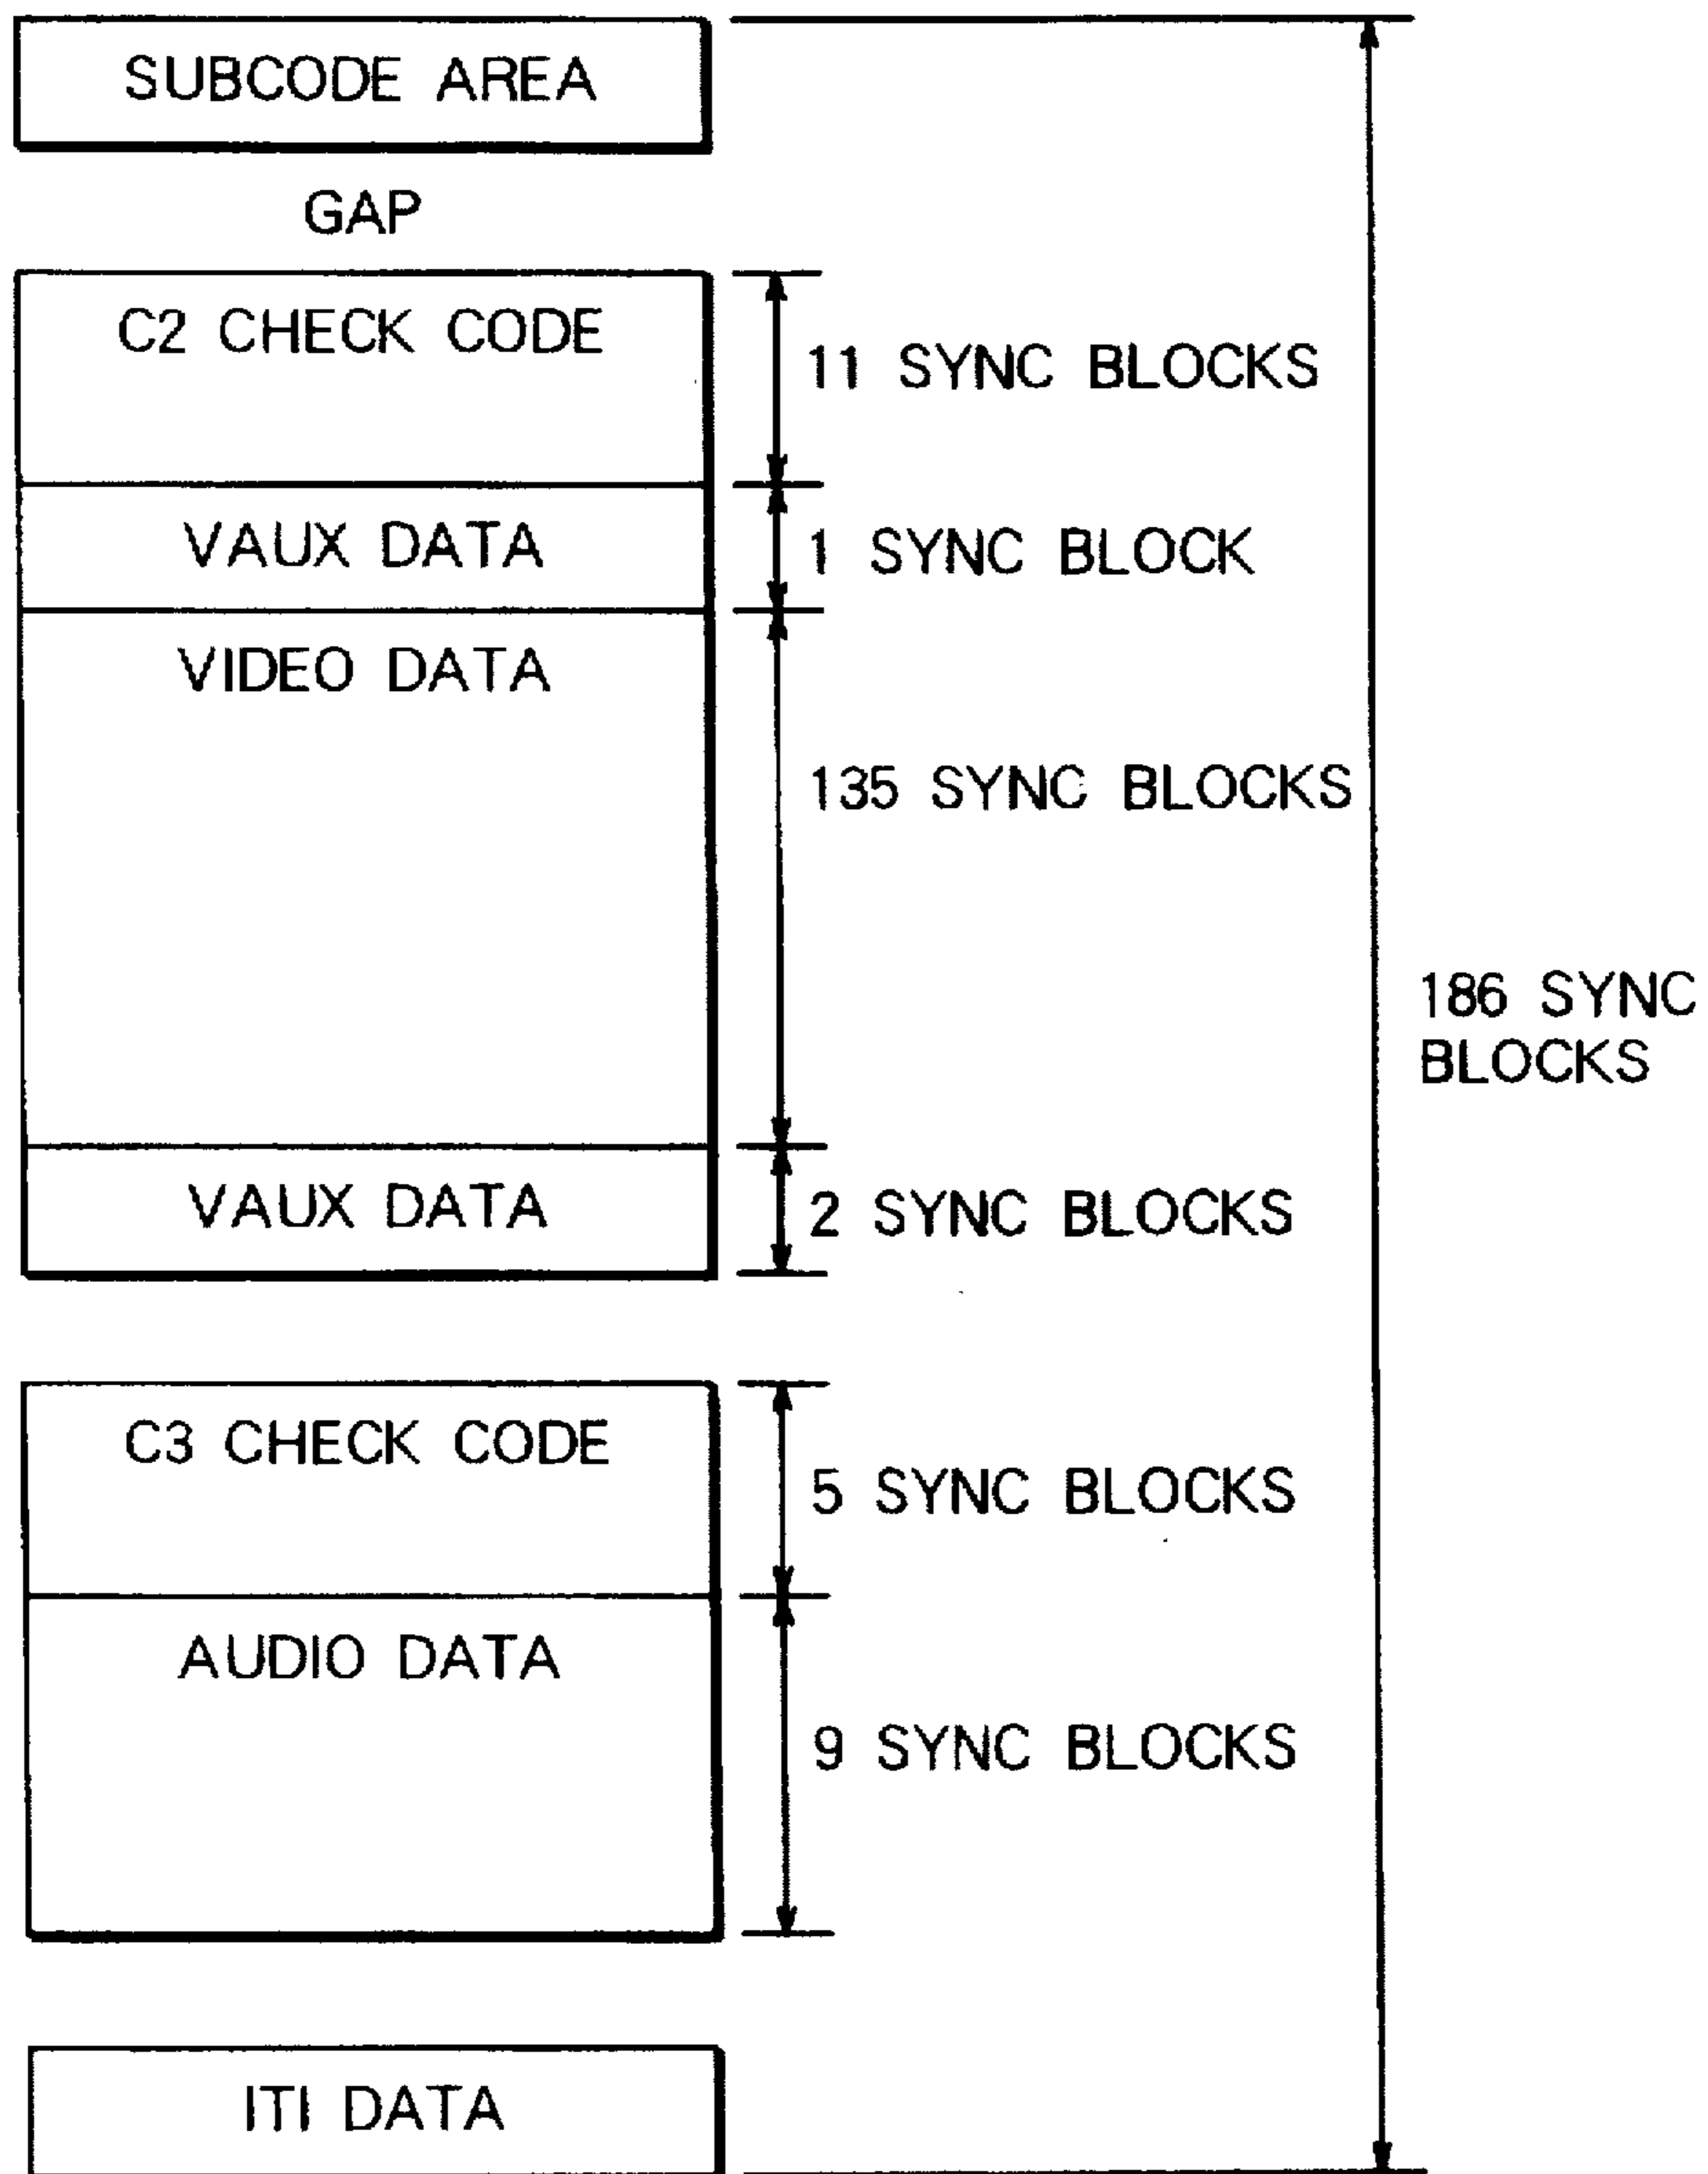 SUBCODE AREA
GAP
C2 CHECK CODE
11 SYNC BLOCKS
VAUX DATA
1 SYNC BLOCK
VIDEO DATA
135 SYNC BLOCKS
186 SYNC
BLOCKS
VAUX DATA
2 SYNC BLOCKS
C3 CHECK CODE
5 SYNC BLOCKS
AUDIO DATA
9 SYNC BLOCKS
ITI DATA